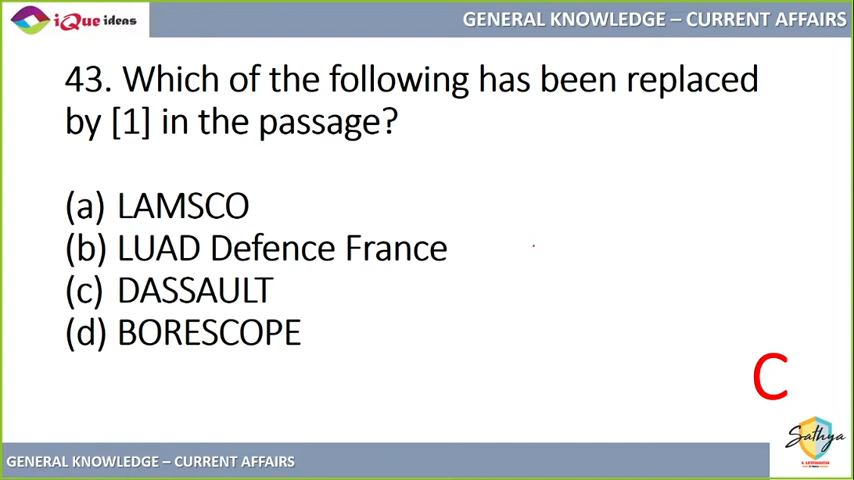 iQue ideas
GENERAL KNOWLEDGE – CURRENT AFFAIRS
43. Which of the following has been replaced
by [1] in the passage?
(a) LAMSCO
(b) LUAD Defence France
(c) DASSAULT
(d) BORESCOPE
C
Sathya
GENERAL KNOWLEDGE – CURRENT AFFAIRS